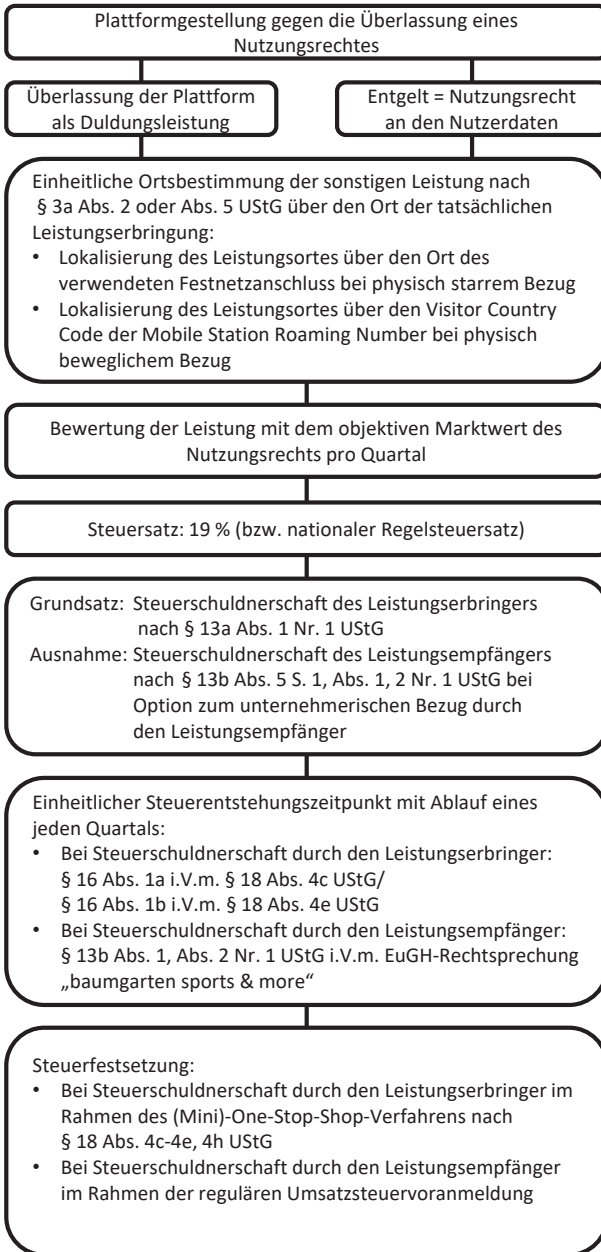 Plattformgestellung gegen die Überlassung eines
Nutzungsrechtes
Überlassung der Plattform
als Duldungsleistung
Entgelt = Nutzungsrecht
an den Nutzerdaten
Einheitliche Ortsbestimmung der sonstigen Leistung nach
§ 3a Abs. 2 oder Abs. 5 UStG über den Ort der tatsächlichen
Leistungserbringung:
• Lokalisierung des Leistungsortes über den Ort des
verwendeten Festnetzanschluss bei physisch starrem Bezug
• Lokalisierung des Leistungsortes über den Visitor Country
Code der Mobile Station Roaming Number bei physisch
beweglichem Bezug
Bewertung der Leistung mit dem objektiven Marktwert des
Nutzungsrechts pro Quartal
Steuersatz: 19 % (bzw. nationaler Regelsteuersatz)
Grundsatz: Steuerschuldnerschaft des Leistungserbringers
nach § 13a Abs. 1 Nr. 1 UStG
Ausnahme: Steuerschuldnerschaft des Leistungsempfängers
nach § 13b Abs. 5 S. 1, Abs. 1, 2 Nr. 1 UStG bei
Option zum unternehmerischen Bezug durch
den Leistungsempfänger
Einheitlicher Steuerentstehungszeitpunkt mit Ablauf eines
jeden Quartals:
• Bei Steuerschuldnerschaft durch den Leistungserbringer:
§ 16 Abs. 1a i.V.m. § 18 Abs. 4c UStG/
§ 16 Abs. 1b i.V.m. § 18 Abs. 4e UStG
• Bei Steuerschuldnerschaft durch den Leistungsempfänger:
§ 13b Abs. 1, Abs. 2 Nr. 1 UStG i.V.m. EuGH-Rechtsprechung
„baumgarten sports & more“
Steuerfestsetzung:
• Bei Steuerschuldnerschaft durch den Leistungserbringer im
Rahmen des (Mini)-One-Stop-Shop-Verfahrens nach
§ 18 Abs. 4c-4e, 4h UStG
• Bei Steuerschuldnerschaft durch den Leistungsempfänger
im Rahmen der regulären Umsatzsteuervoranmeldung